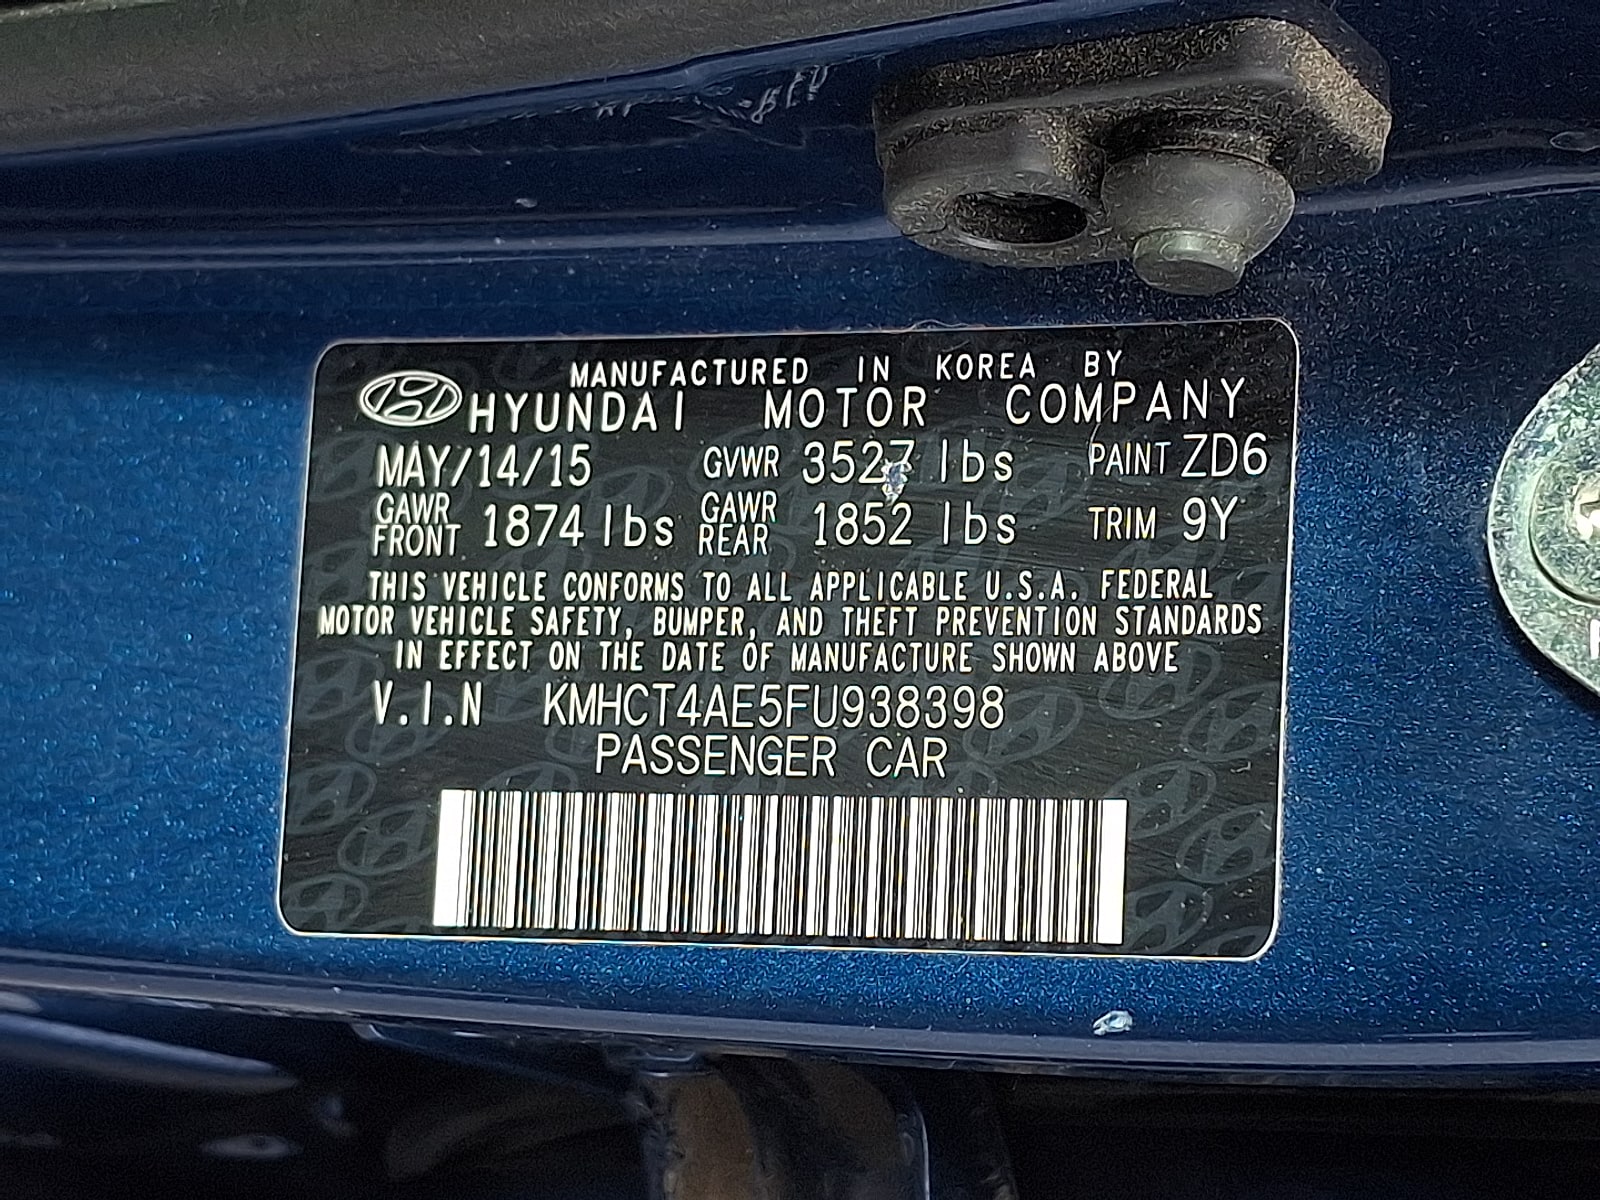 MANUFACTURED IN KOREA BY
HYUNDAI MOTOR COMPANY
MAY/14/15 GVWR 3527 lbs PAINT ZD6
GAWR FRONT 1874 lbs GAWR REAR 1852 lbs TRIM 9Y
THIS VEHICLE CONFORMS TO ALL APPLICABLE U.S.A. FEDERAL
MOTOR VEHICLE SAFETY, BUMPER, AND THEFT PREVENTION STANDARDS
IN EFFECT ON THE DATE OF MANUFACTURE SHOWN ABOVE
V.I.N KMHCT4AE5FU938398
PASSENGER CAR